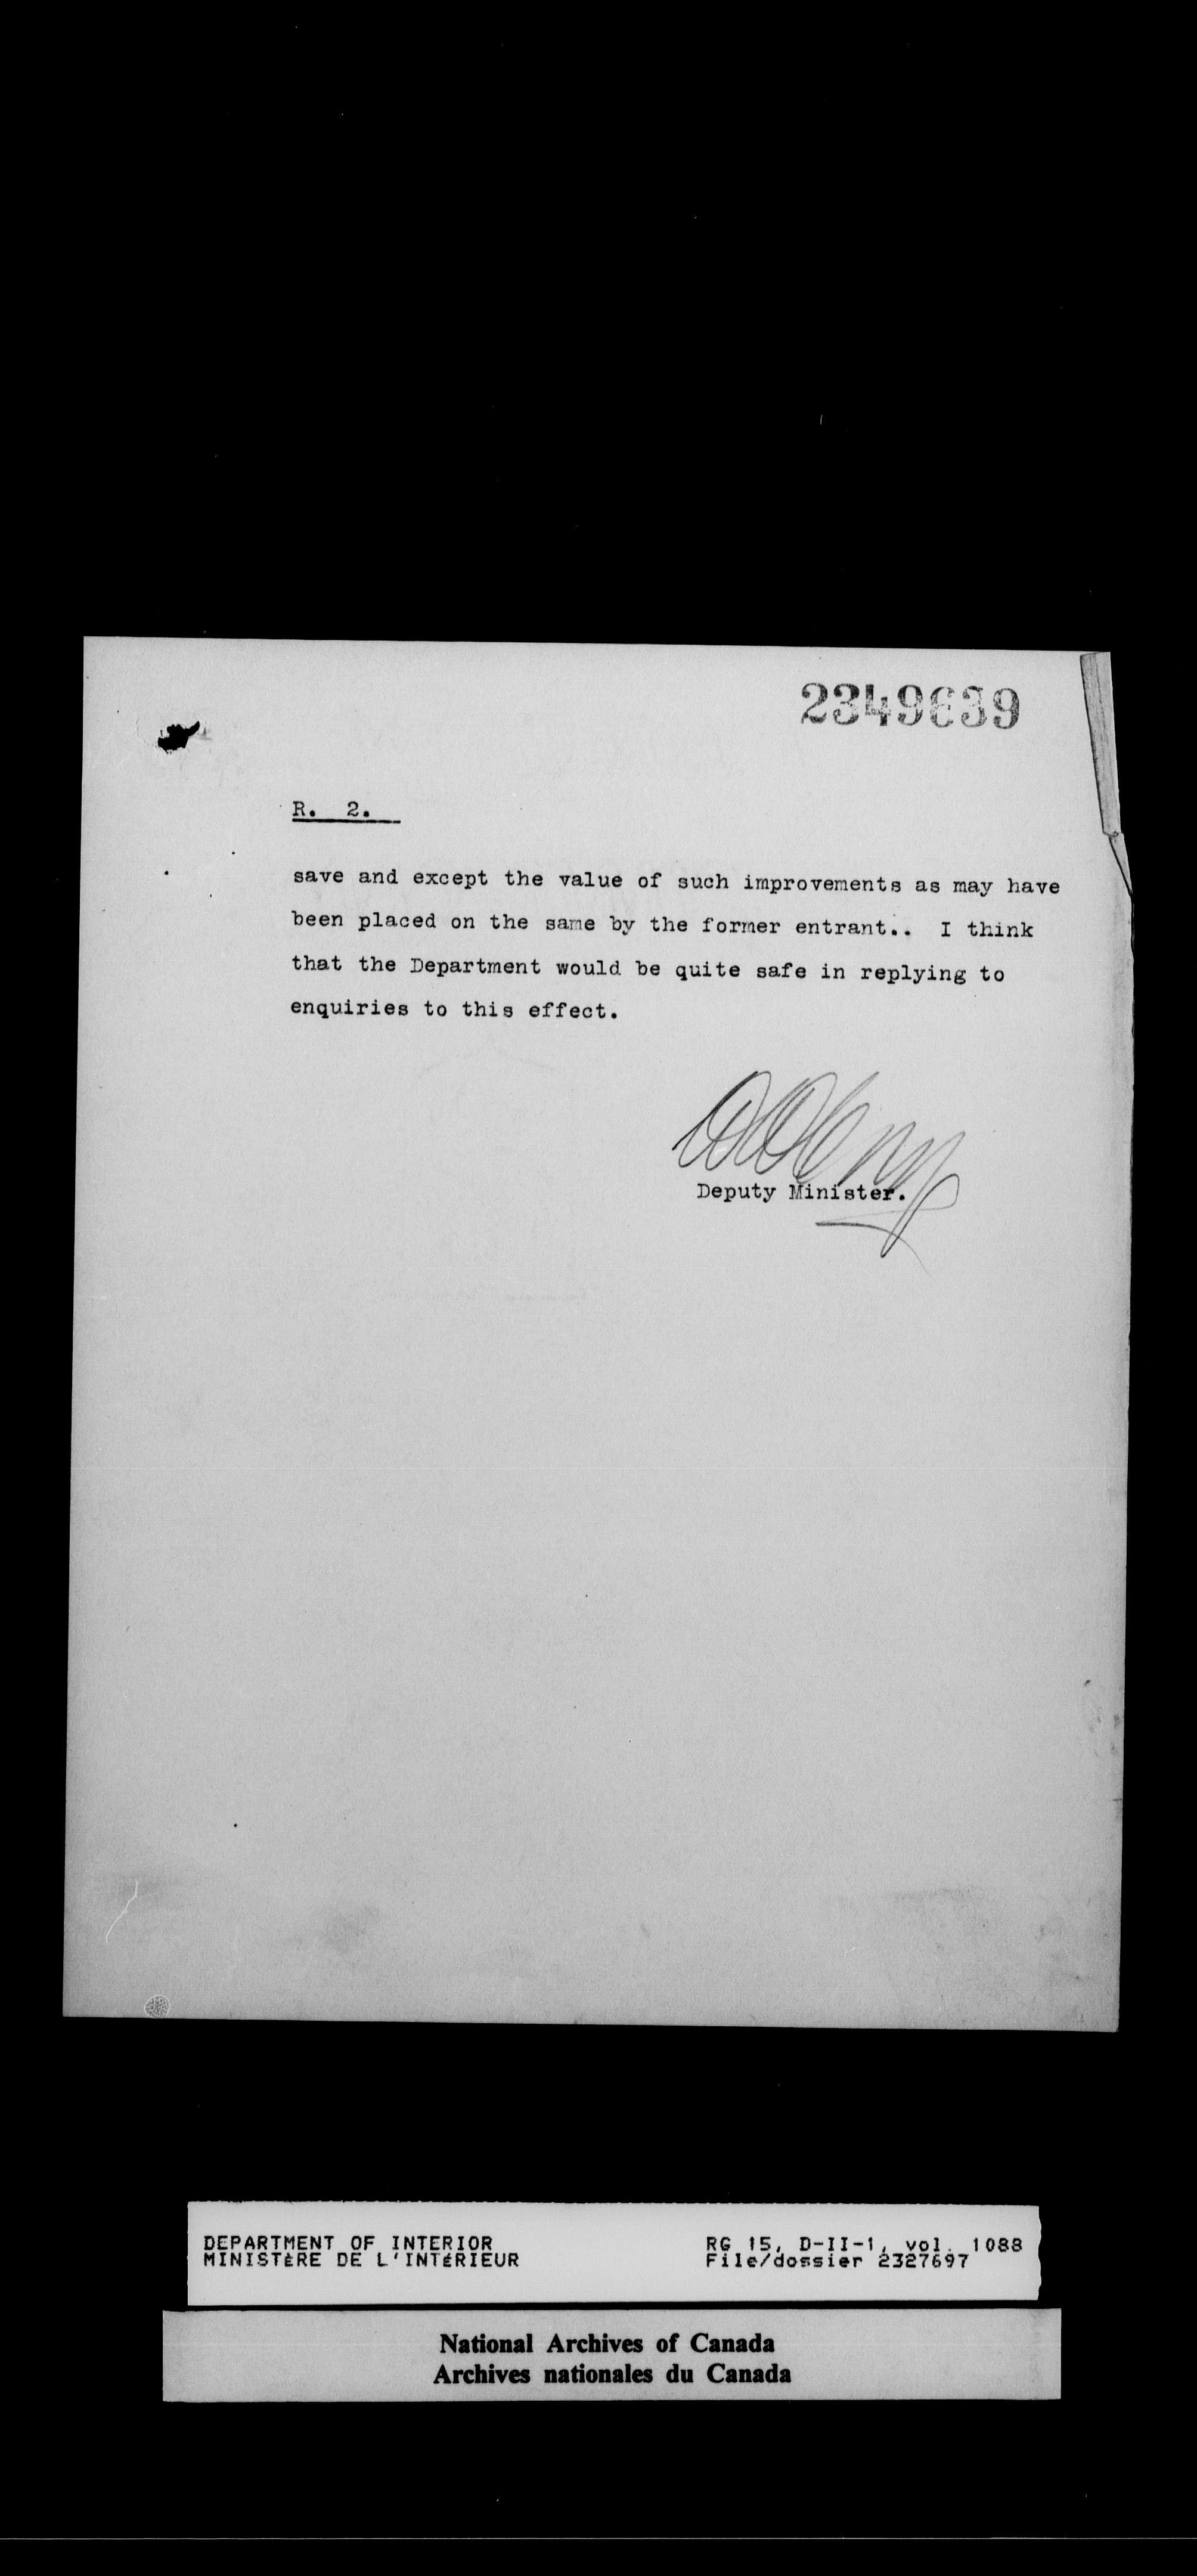 2349639
R. 2.
save and except the value of such improvements as may have
been placed on the same by the former entrant.. I think
that the Department would be quite safe in replying to
enquiries to this effect.
Deputy Minister.
DEPARTMENT OF INTERIOR
MINISTÈRE DE L'INTÉRIEUR
RG 15, D-II-1, vol. 1088
File/dossier 2327697
National Archives of Canada
Archives nationales du Canada